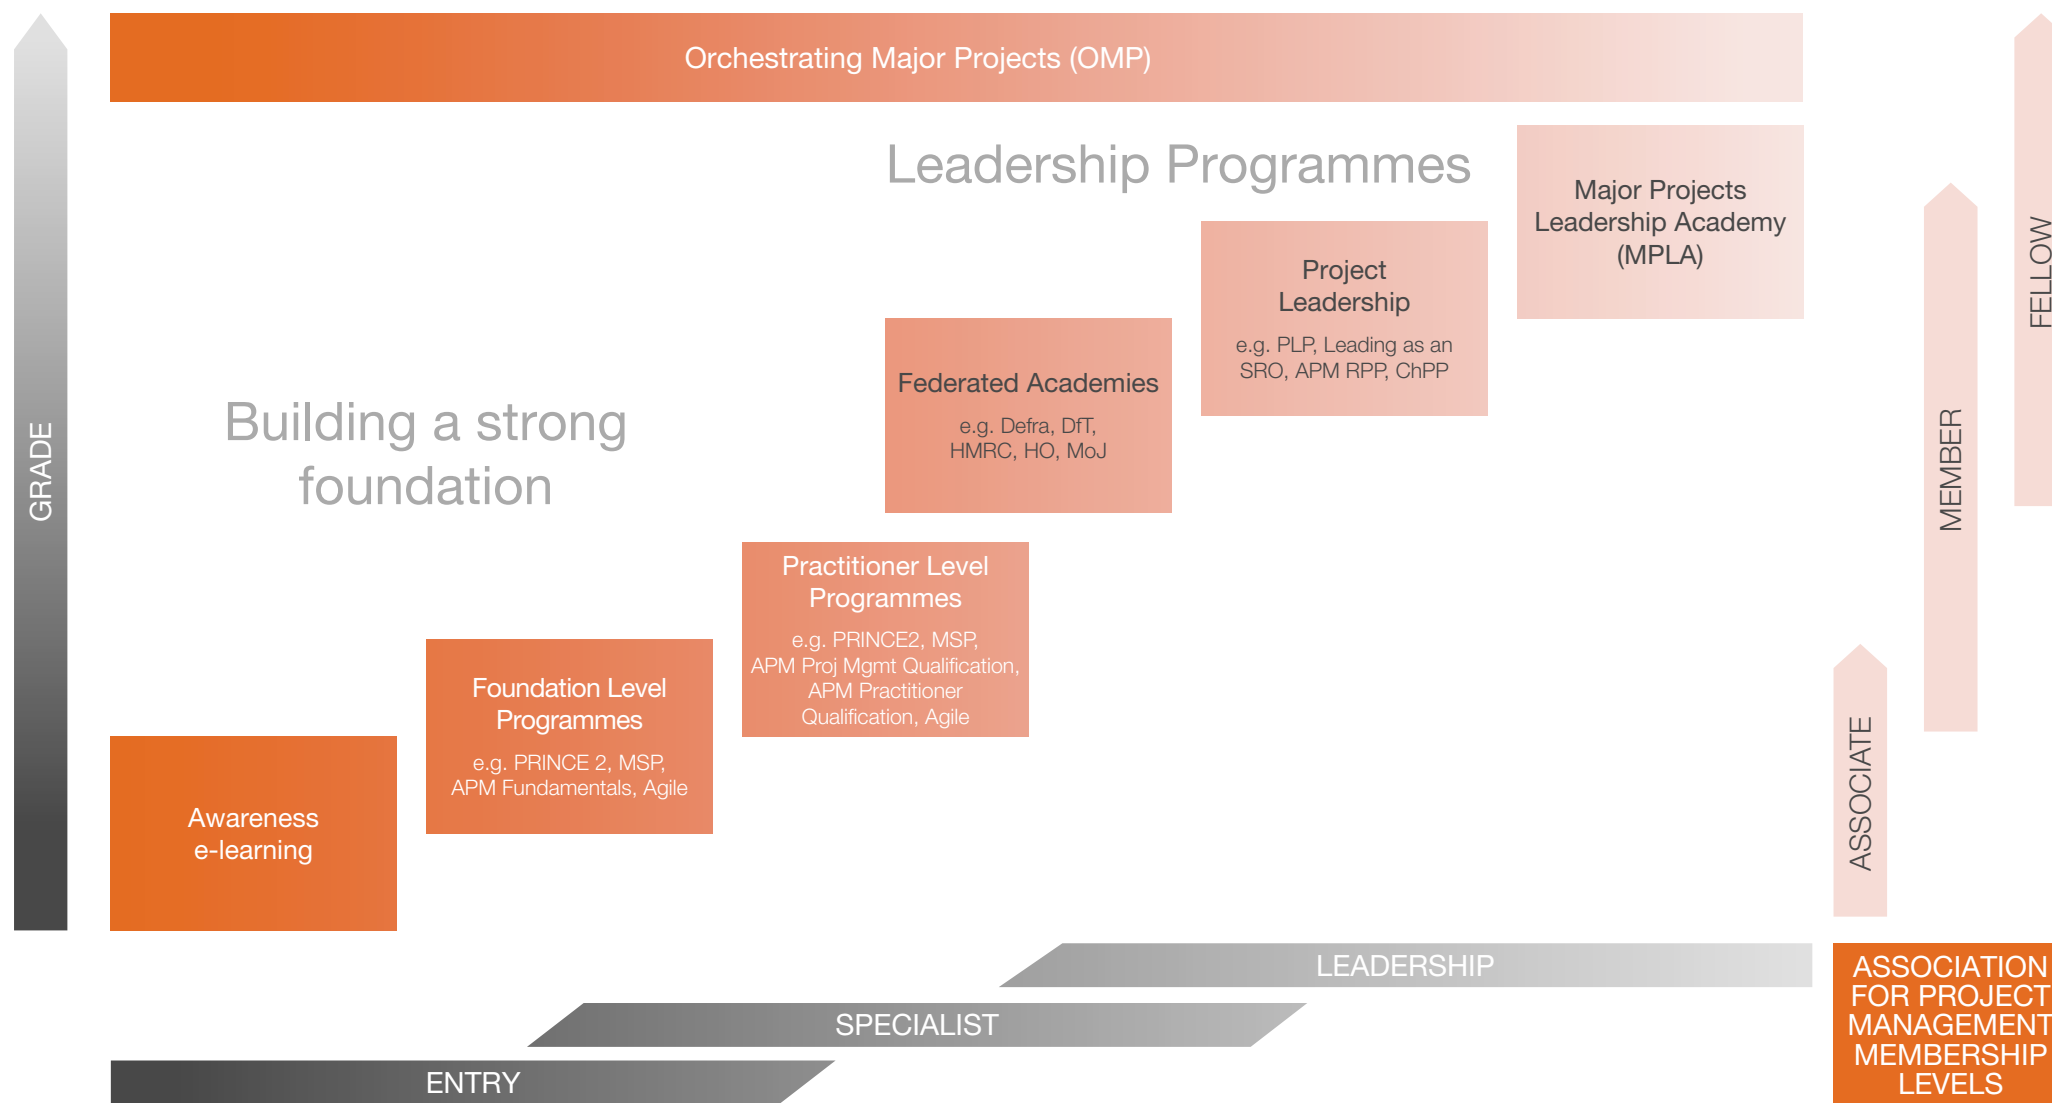 Orchestrating Major Projects (OMP)
Leadership Programmes
Major Projects
Leadership Academy
(MPLA)
Project
Leadership
e.g. PLP, Leading as an
SRO, APM RPP, ChPP
Federated Academies
e.g. Defra, DfT,
HMRC, HO, MoJ
Building a strong
foundation
Practitioner Level
Programmes
e.g. PRINCE2, MSP,
APM Proj Mgmt Qualification,
APM Practitioner
Qualification, Agile
Foundation Level
Programmes
e.g. PRINCE 2, MSP,
APM Fundamentals, Agile
Awareness
e-learning
GRADE
ASSOCIATE
MEMBER
FELLOW
LEADERSHIP
SPECIALIST
ENTRY
ASSOCIATION
FOR PROJECT
MANAGEMENT
MEMBERSHIP
LEVELS